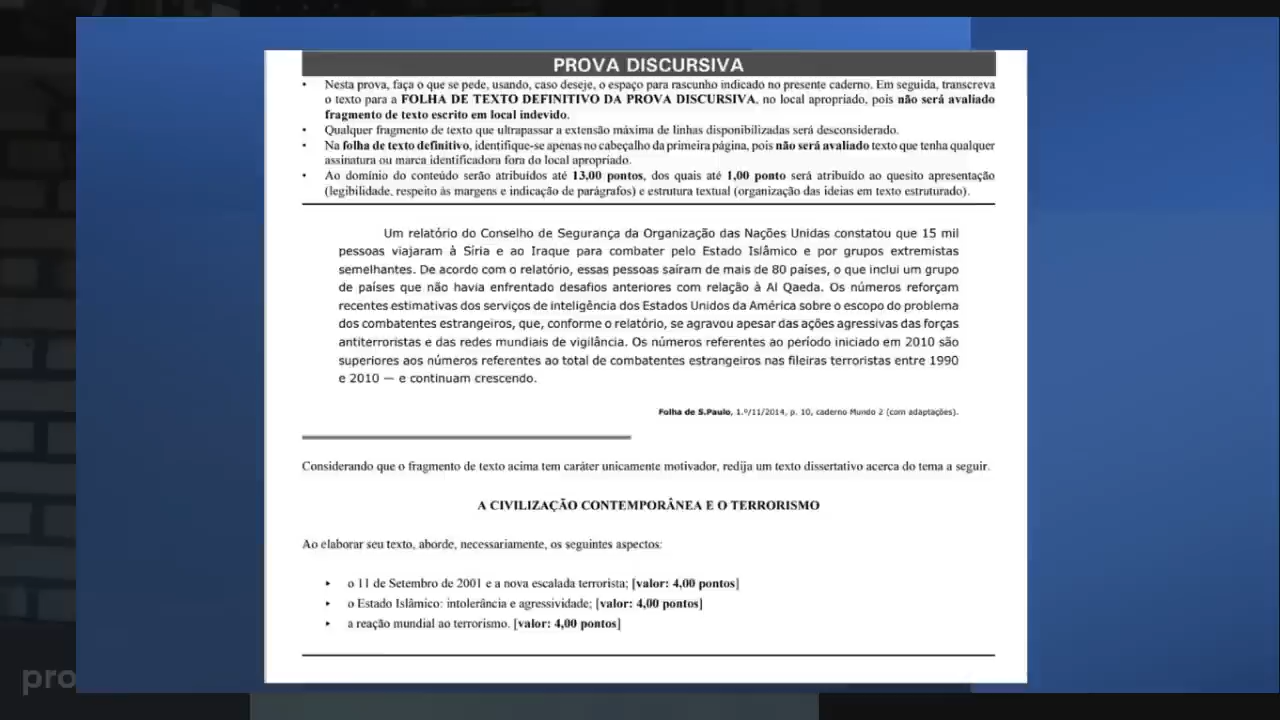 PROVA DISCURSIVA
• Nesta prova, faça o que se pede, usando, caso deseje, o espaço para rascunho indicado no presente caderno. Em seguida, transcreva
o texto para a FOLHA DE TEXTO DEFINITIVO DA PROVA DISCURSIVA, no local apropriado, pois não será avaliado
fragmento de texto escrito em local indevido.
• Qualquer fragmento de texto que ultrapassar a extensão máxima de linhas disponibilizadas será desconsiderado.
• Na folha de texto definitivo, identifique-se apenas no cabeçalho da primeira página, pois não será avaliado texto que tenha qualquer
assinatura ou marca identificadora fora do local apropriado.
• Ao domínio do conteúdo serão atribuídos até 13,00 pontos, dos quais até 1,00 ponto será atribuído ao quesito apresentação
(legibilidade, respeito às margens e indicação de parágrafos) e estrutura textual (organização das ideias em texto estruturado).
Um relatório do Conselho de Segurança da Organização das Nações Unidas constatou que 15 mil
pessoas viajaram à Síria e ao Iraque para combater pelo Estado Islâmico e por grupos extremistas
semelhantes. De acordo com o relatório, essas pessoas saíram de mais de 80 países, o que inclui um grupo
de países que não havia enfrentado desafios anteriores com relação à Al Qaeda. Os números reforçam
recentes estimativas dos serviços de inteligência dos Estados Unidos da América sobre o escopo do problema
dos combatentes estrangeiros, que, conforme o relatório, se agravou apesar das ações agressivas das forças
antiterroristas e das redes mundiais de vigilância. Os números referentes ao período iniciado em 2010 são
superiores aos números referentes ao total de combatentes estrangeiros nas fileiras terroristas entre 1990
e 2010 — e continuam crescendo.
Folha de S.Paulo, 1.º/11/2014, p. 10, caderno Mundo 2 (com adaptações).
Considerando que o fragmento de texto acima tem caráter unicamente motivador, redija um texto dissertativo acerca do tema a seguir.
A CIVILIZAÇÃO CONTEMPORÂNEA E O TERRORISMO
Ao elaborar seu texto, aborde, necessariamente, os seguintes aspectos:
‣ o 11 de Setembro de 2001 e a nova escalada terrorista; [valor: 4,00 pontos]
‣ o Estado Islâmico: intolerância e agressividade; [valor: 4,00 pontos]
‣ a reação mundial ao terrorismo. [valor: 4,00 pontos]
pro